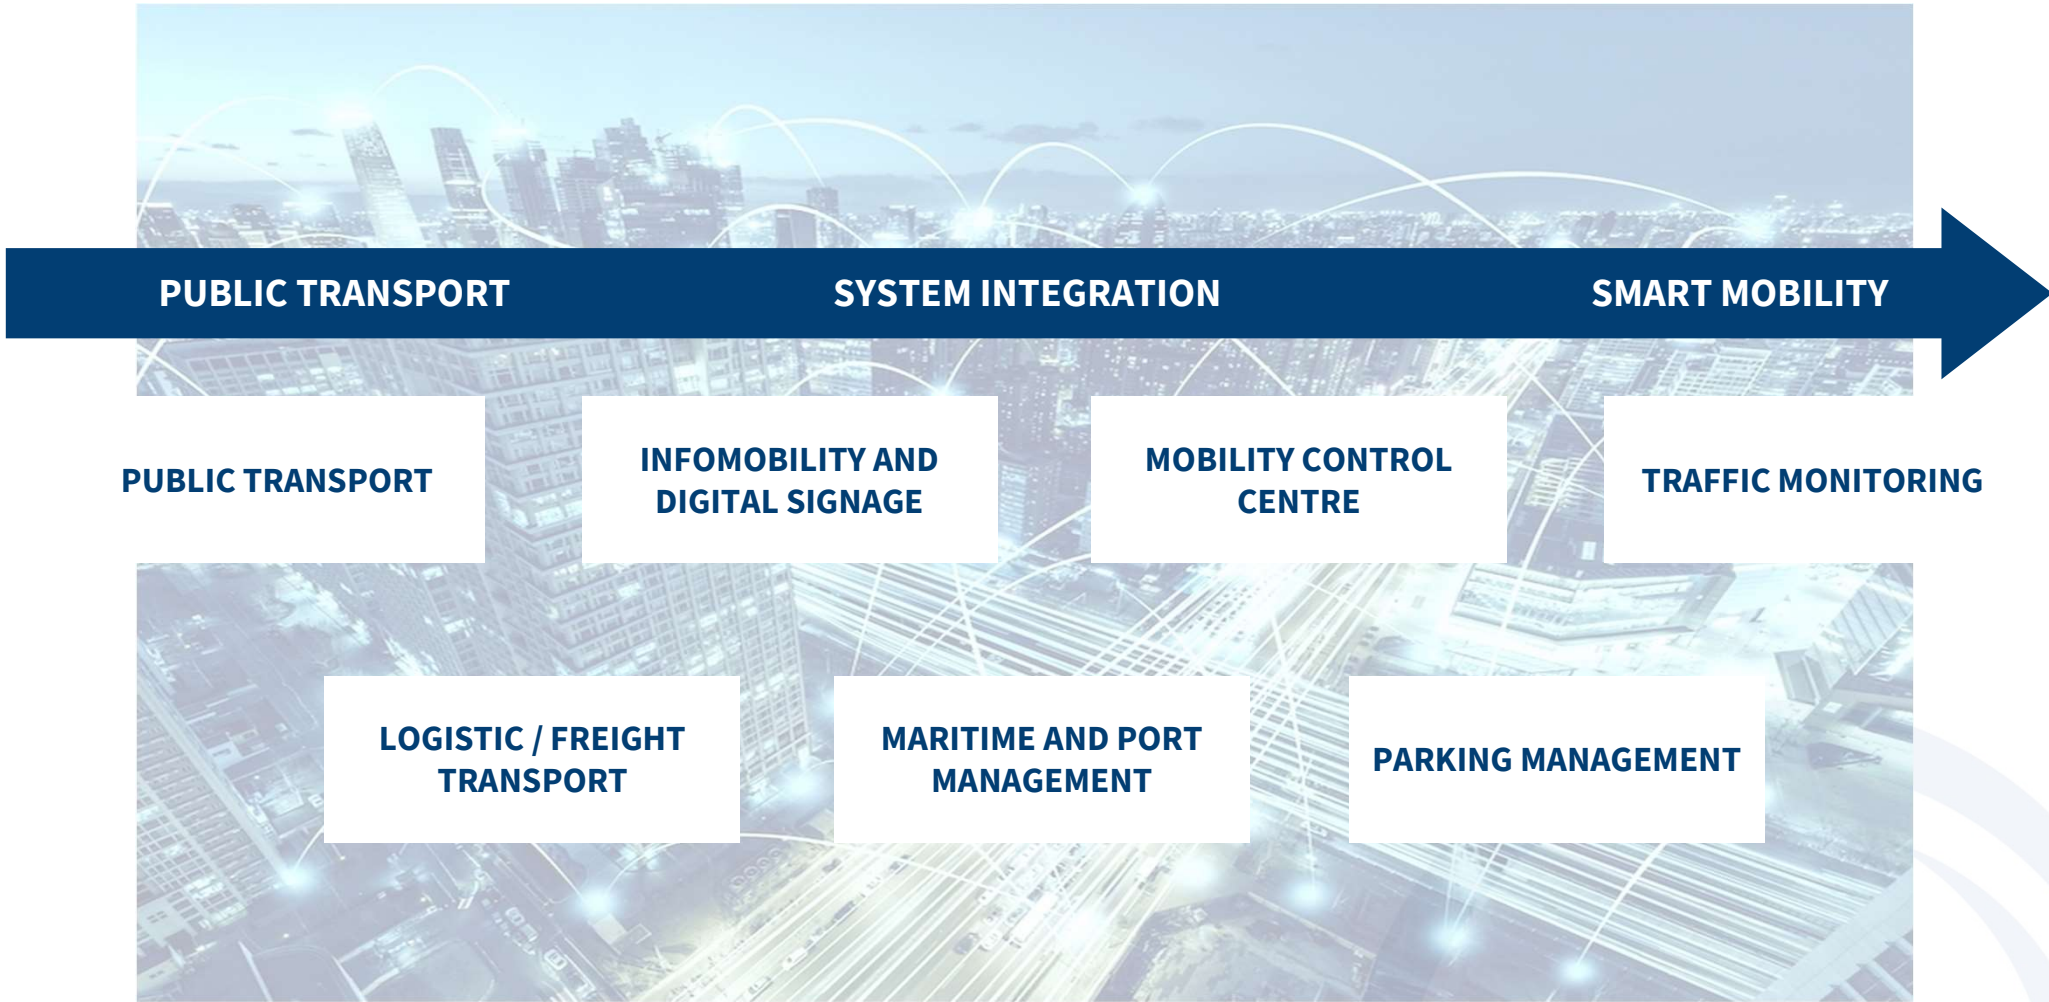 PUBLIC TRANSPORT
SYSTEM INTEGRATION
SMART MOBILITY
PUBLIC TRANSPORT
INFOMOBILITY AND
DIGITAL SIGNAGE
MOBILITY CONTROL
CENTRE
TRAFFIC MONITORING
LOGISTIC / FREIGHT
TRANSPORT
MARITIME AND PORT
MANAGEMENT
PARKING MANAGEMENT